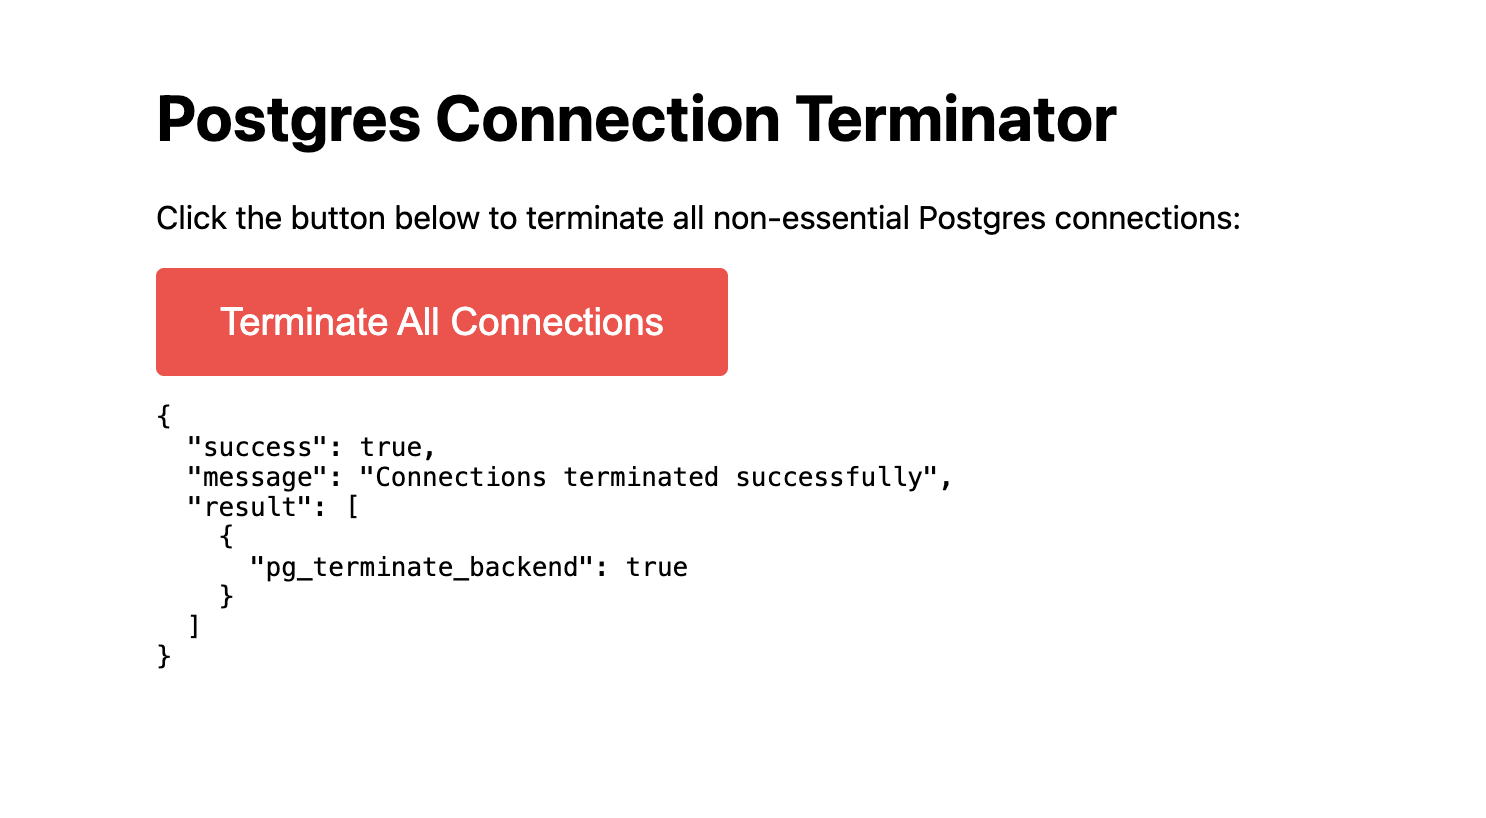 Postgres Connection Terminator
Click the button below to terminate all non-essential Postgres connections:
Terminate All Connections
{
  "success": true,
  "message": "Connections terminated successfully",
  "result": [
    {
      "pg_terminate_backend": true
    }
  ]
}